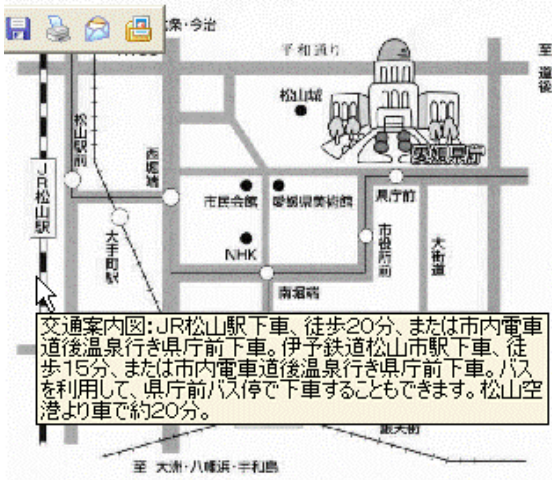 条・今治
平和通り
至 道後
松山城
愛媛県庁
松山駅前
西堀端
JR松山駅
市民会館
愛媛県美術館
県庁前
大手町駅
NHK
市役所前
大街道
南堀端
交通案内図:JR松山駅下車、徒歩20分、または市内電車
道後温泉行き県庁前下車。伊予鉄道松山市駅下車、徒
歩15分、または市内電車道後温泉行き県庁前下車。バス
を利用して、県庁前バス停で下車することもできます。松山空
港より車で約20分。
至 大洲・八幡浜・宇和島